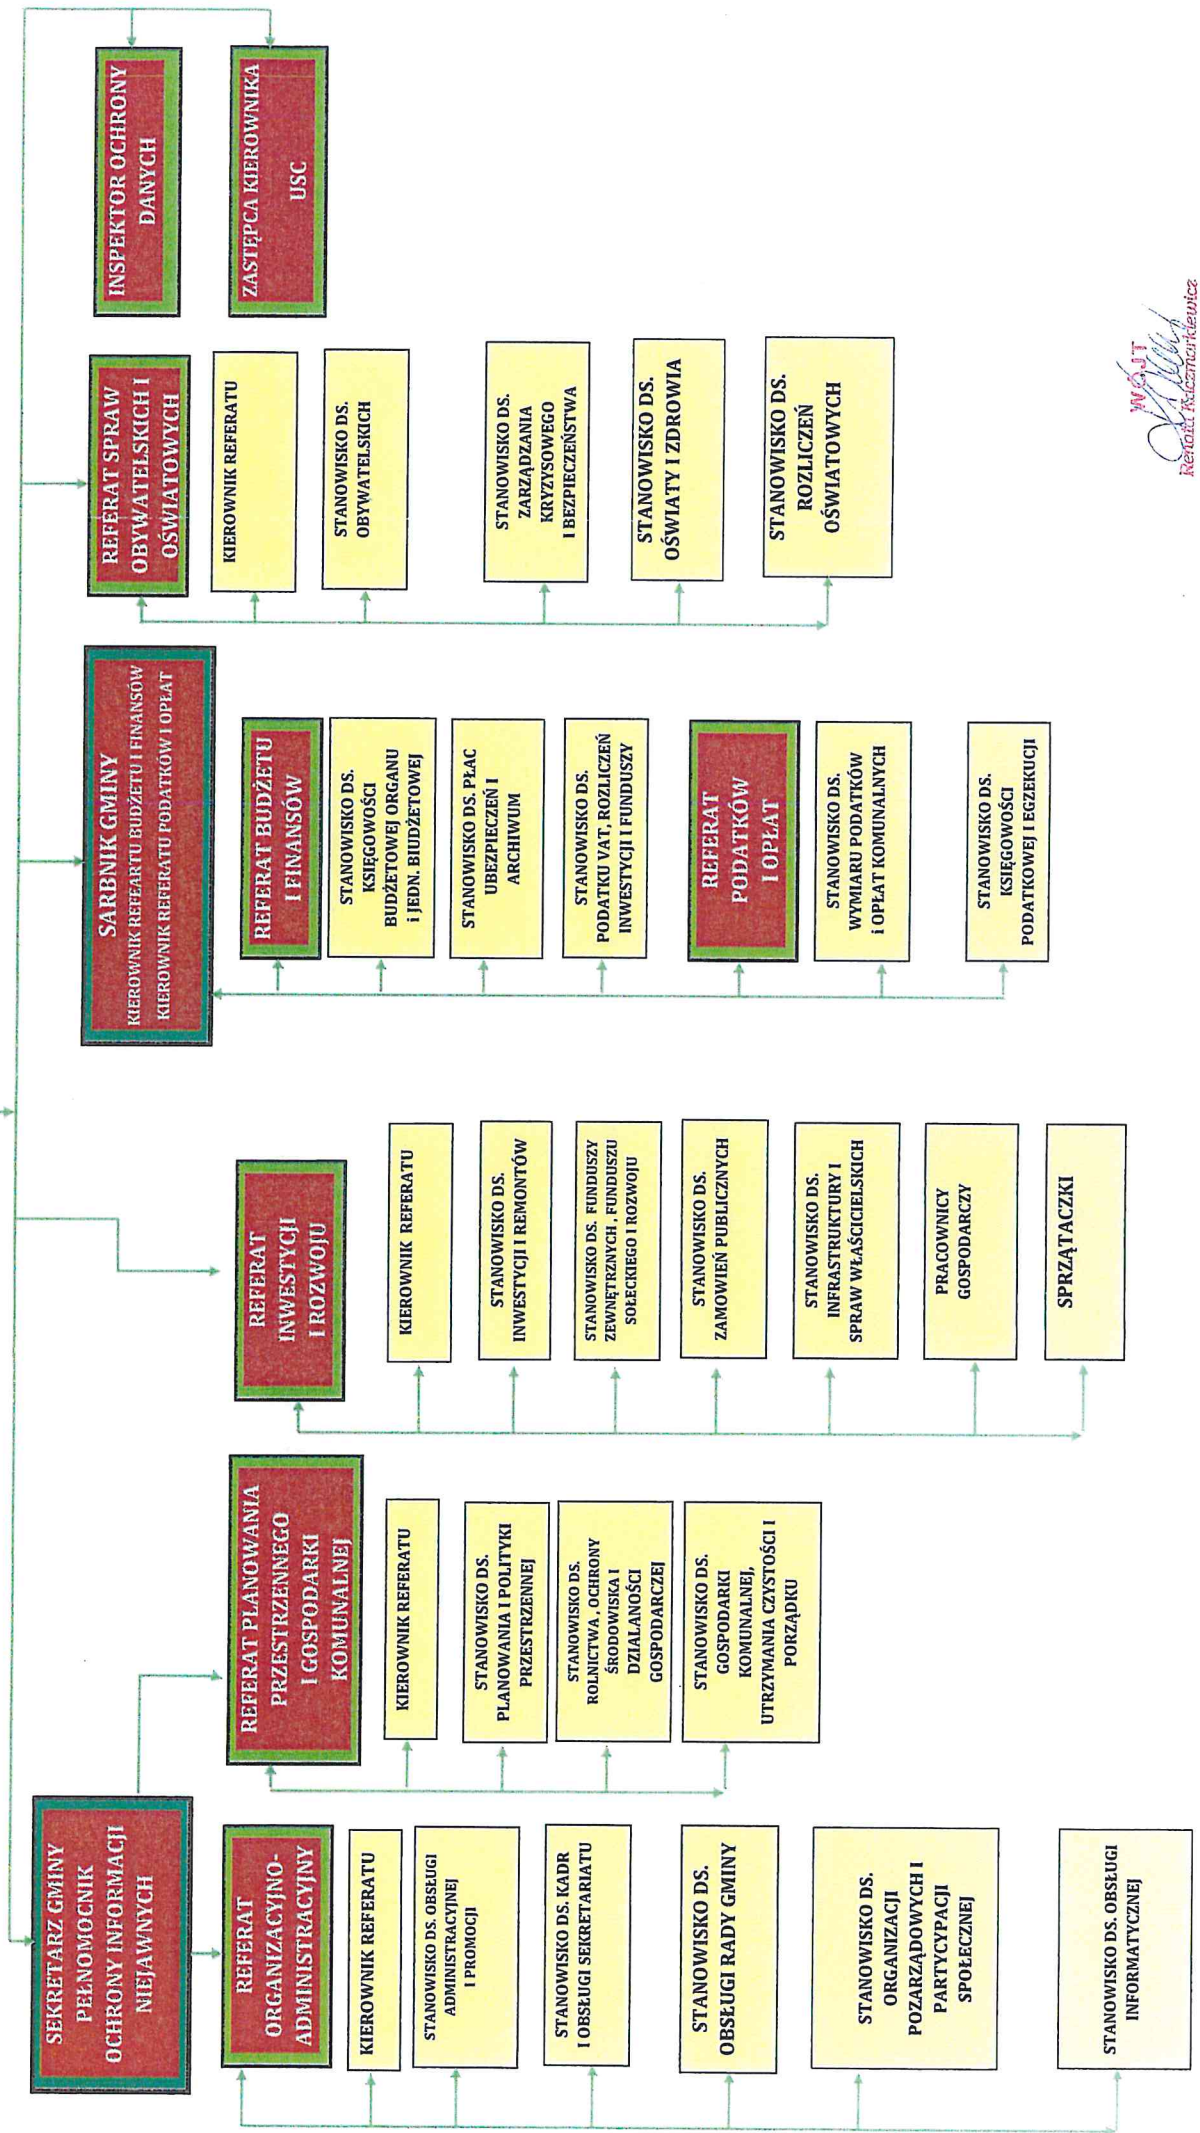 SEKRETARZ GMINY
PEŁNOMOCNIK
OCHRONY INFORMACJI
NIEJAWNYCH
REFERAT
ORGANIZACYJNO-
ADMINISTRACYJNY
KIEROWNIK REFERATU
STANOWISKO DS. OBSŁUGI
ADMINISTRACYJNEJ
I PROMOCJI
STANOWISKO DS. KADR
I OBSŁUGI SEKRETARIATU
STANOWISKO DS.
OBSŁUGI RADY GMINY
STANOWISKO DS.
ORGANIZACJI
POZARZĄDOWYCH I
PARTYCYPACJI
SPOŁECZNEJ
STANOWISKO DS. OBSŁUGI
INFORMATYCZNEJ
REFERAT PLANOWANIA
PRZESTRZENNEGO
I GOSPODARKI
KOMUNALNEJ
KIEROWNIK REFERATU
STANOWISKO DS.
PLANOWANIA I POLITYKI
PRZESTRZENNEJ
STANOWISKO DS.
ROLNICTWA, OCHRONY
ŚRODOWISKA I
DZIALANOŚCI
GOSPODARCZEJ
STANOWISKO DS.
GOSPODARKI
KOMUNALNEJ,
UTRZYMANIA CZYSTOŚCI I
PORZĄDKU
REFERAT
INWESTYCJI
I ROZWOJU
KIEROWNIK REFERATU
STANOWISKO DS.
INWESTYCJI I REMONTÓW
STANOWISKO DS. FUNDUSZY
ZEWNĘTRZNYCH, FUNDUSZU
SOŁECKIEGO I ROZWOJU
STANOWISKO DS.
ZAMOWIEŃ PUBLICZNYCH
STANOWISKO DS.
INFRASTRUKTURY I
SPRAW WŁAŚCICIELSKICH
PRACOWNICY
GOSPODARCZY
SPRZĄTACZKI
SARBNIK GMINY
KIEROWNIK REFEARTU BUDŻETU I FINANSÓW
KIEROWNIK REFERATU PODATKÓW I OPŁAT
REFERAT BUDŻETU
I FINANSÓW
STANOWISKO DS.
KSIĘGOWOŚCI
BUDŻETOWEJ ORGANU
i JEDN. BIUDŻETOWEJ
STANOWISKO DS. PŁAC
UBEZPIECZEŃ I
ARCHIWUM
STANOWISKO DS.
PODATKU VAT, ROZLICZEŃ
INWESTYCJI I FUNDUSZY
REFERAT
PODATKÓW
I OPŁAT
STANOWISKO DS.
WYMIARU PODATKÓW
i OPŁAT KOMUNALNYCH
STANOWISKO DS.
KSIĘGOWOŚCI
PODATKOWEJ I EGZEKUCJI
REFERAT SPRAW
OBYWATELSKICH I
OŚWIATOWYCH
KIEROWNIK REFERATU
STANOWISKO DS.
OBYWATELSKICH
STANOWISKO DS.
ZARZĄDZANIA
KRYZYSOWEGO
I BEZPIECZEŃSTWA
STANOWISKO DS.
OŚWIATY I ZDROWIA
STANOWISKO DS.
ROZLICZEŃ
OŚWIATOWYCH
INSPEKTOR OCHRONY
DANYCH
ZASTĘPCA KIEROWNIKA
USC
WÓJT
Renata Kaczmarkiewicz